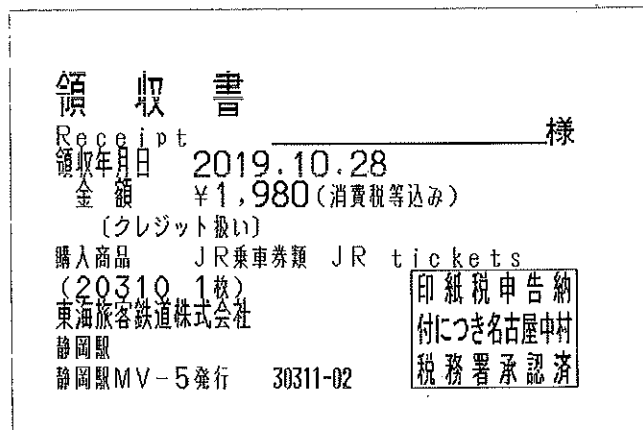 領収書
Receipt 様
領収年月日 2019.10.28
金額 ¥1,980(消費税等込み)
(クレジット扱い)
購入商品 JR乗車券類 JR tickets
(20310 1枚)
東海旅客鉄道株式会社
静岡駅
静岡駅MV-5発行 30311-02
印紙税申告納
付につき名古屋中村
税務署承認済